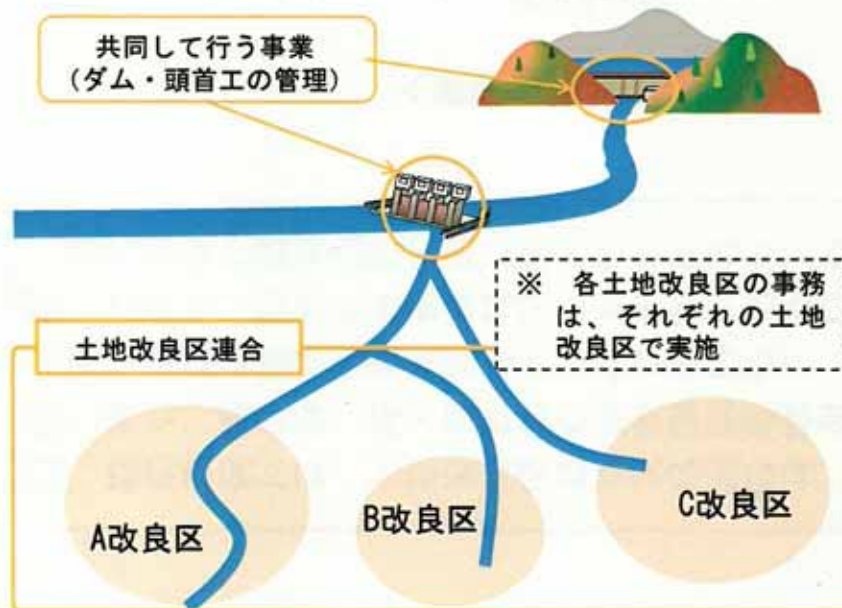 共同して行う事業
(ダム・頭首工の管理)
※ 各土地改良区の事務
は、それぞれの土地
改良区で実施
土地改良区連合
A改良区
B改良区
C改良区